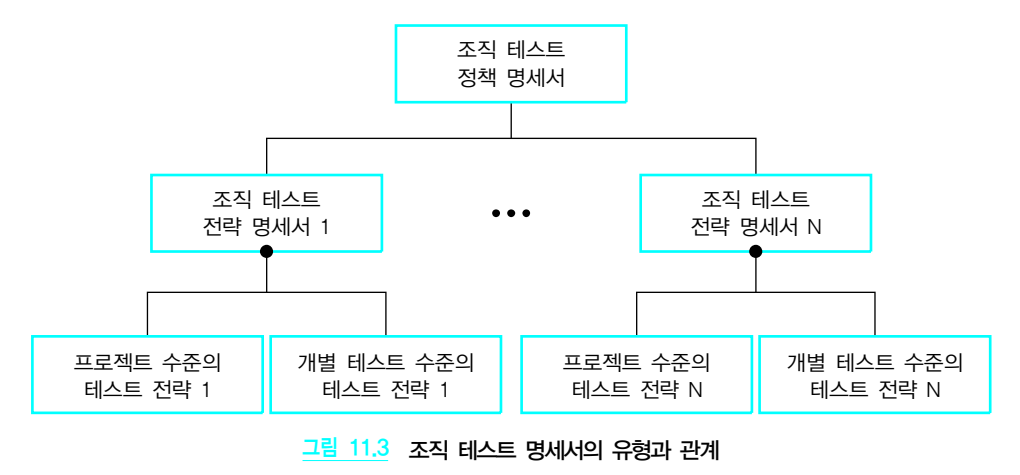 조직 테스트
정책 명세서
조직 테스트
전략 명세서 1
•••
조직 테스트
전략 명세서 N
프로젝트 수준의
테스트 전략 1
개별 테스트 수준의
테스트 전략 1
프로젝트 수준의
테스트 전략 N
개별 테스트 수준의
테스트 전략 N
그림 11.3 조직 테스트 명세서의 유형과 관계